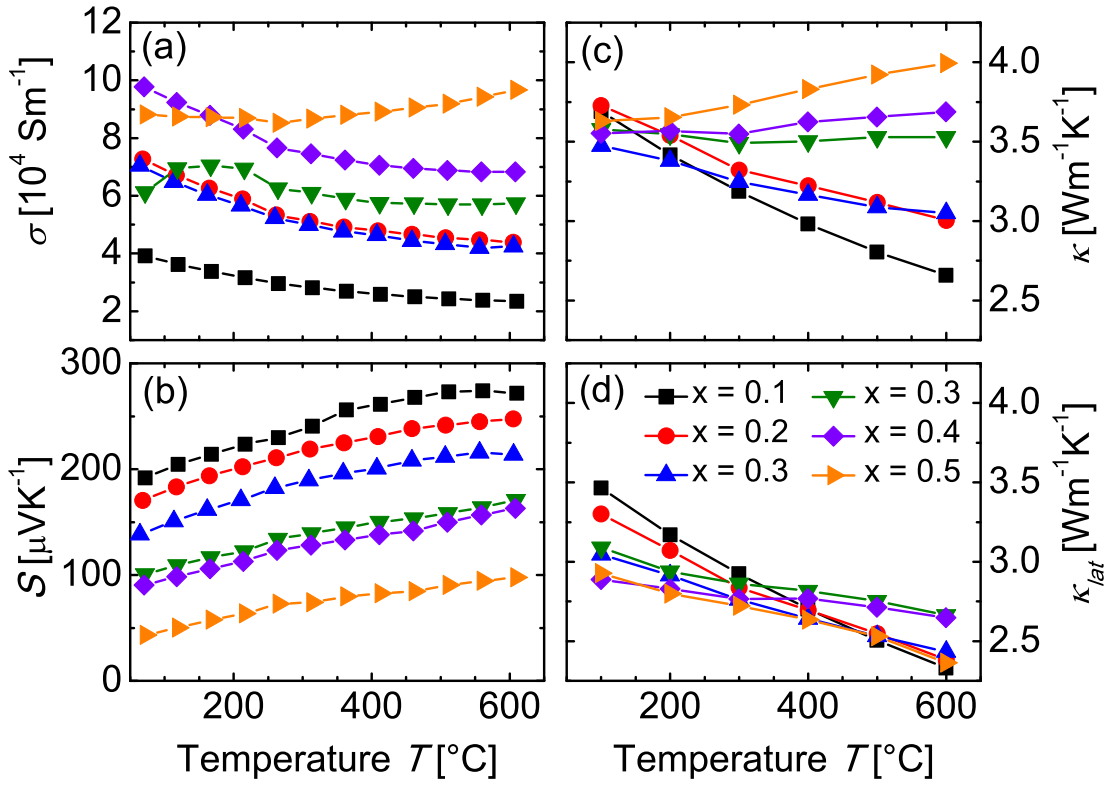 12
10
8
6
4
2
(a)
σ [10⁴ Sm⁻¹]
(c)
4.0
3.5
3.0
2.5
κ [Wm⁻¹K⁻¹]
300
200
100
0
(b)
S [µVK⁻¹]
(d)
x = 0.1
x = 0.3
x = 0.2
x = 0.4
x = 0.3
x = 0.5
4.0
3.5
3.0
2.5
κ_lat [Wm⁻¹K⁻¹]
200 400 600
200 400 600
Temperature T [°C]
Temperature T [°C]